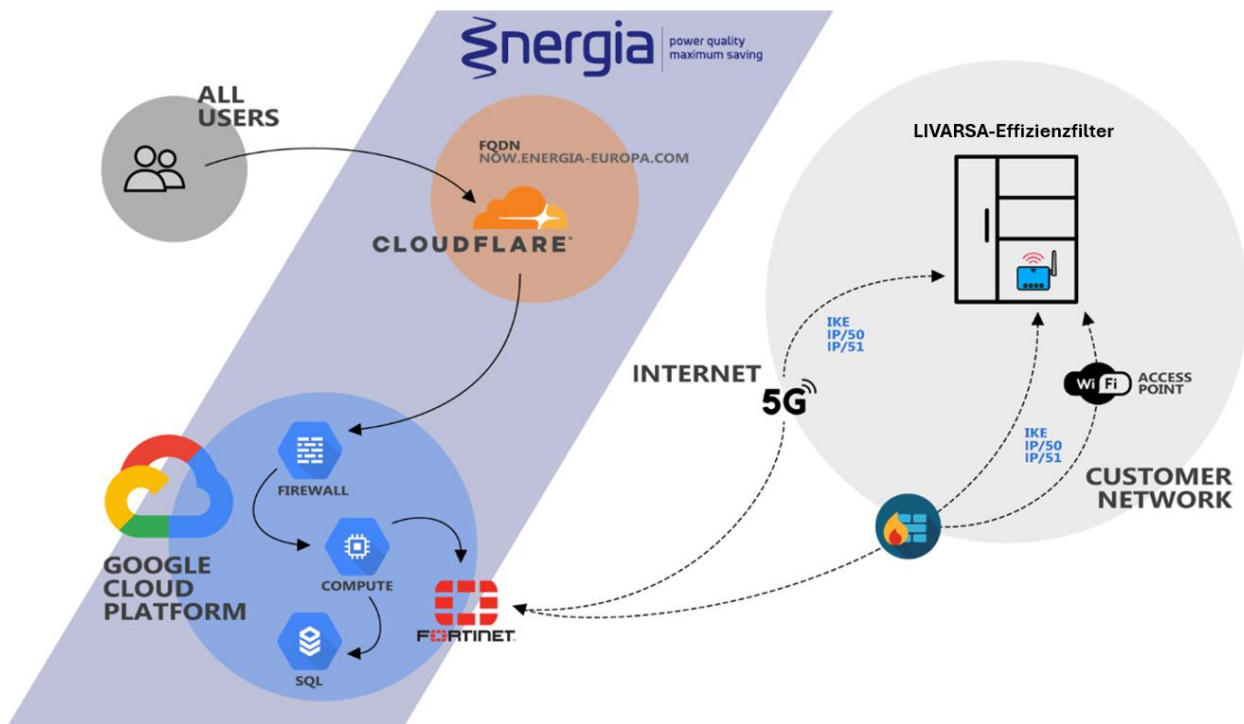 Energia
power quality
maximum saving
ALL
USERS
FQDN
NOW.ENERGIA-EUROPA.COM
CLOUDFLARE
LIVARSA-Effizienzfilter
IKE
IP/50
IP/51
INTERNET
5G
WiFi
ACCESS
POINT
IKE
IP/50
IP/51
CUSTOMER
NETWORK
FIREWALL
GOOGLE
CLOUD
PLATFORM
COMPUTE
FORTINET
SQL